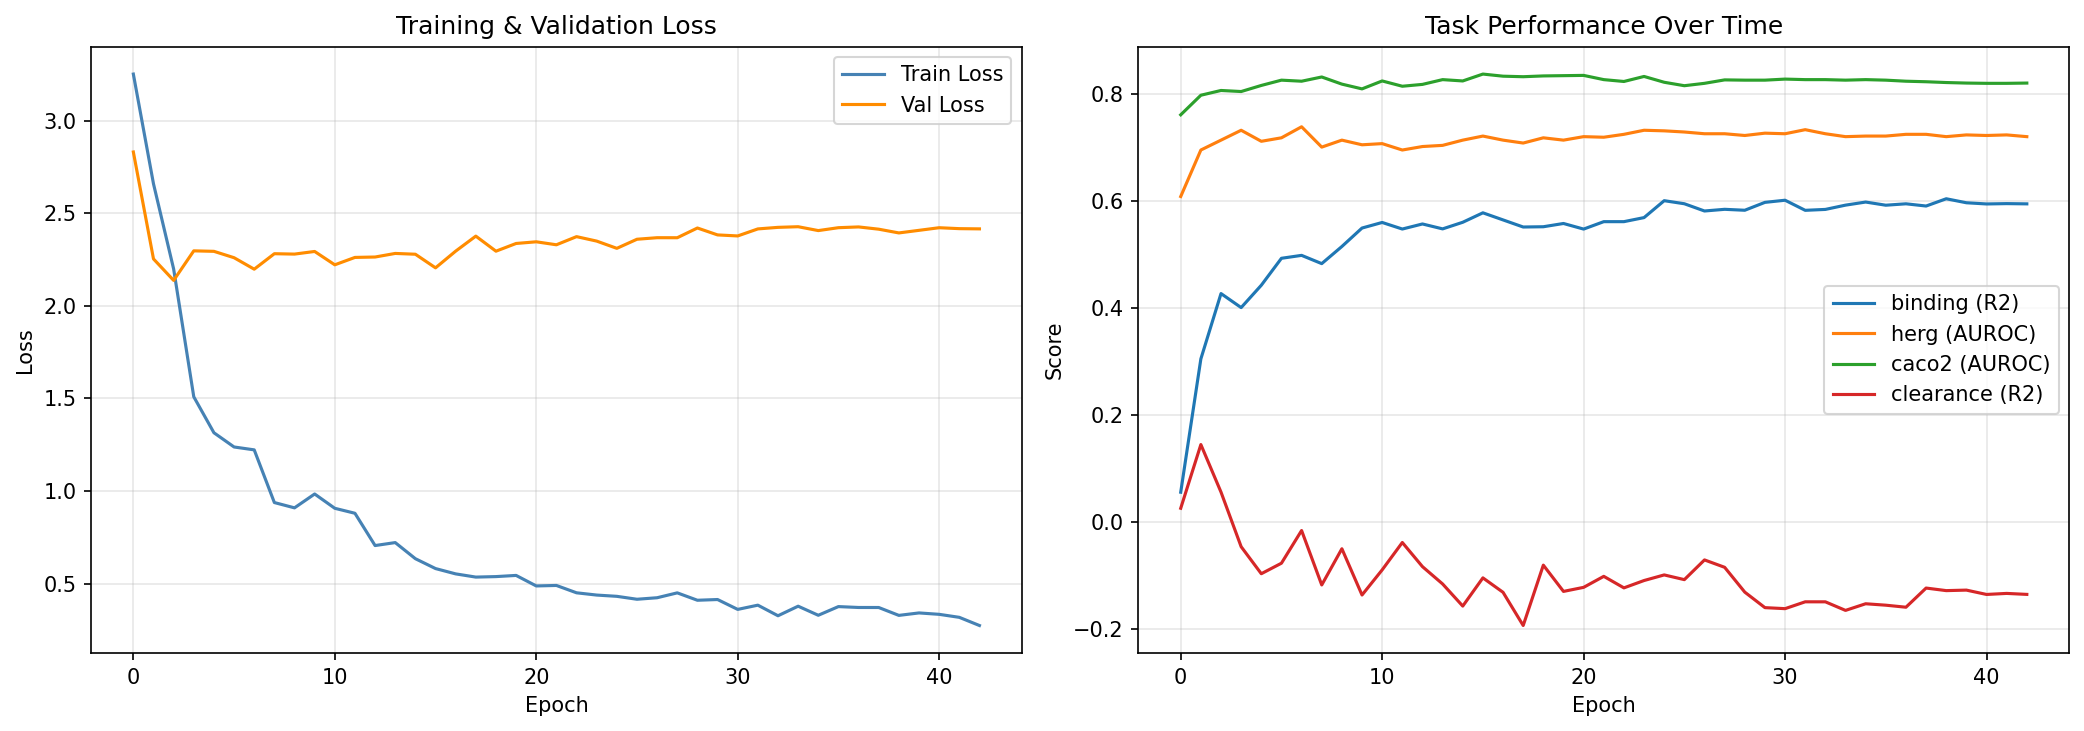 Training & Validation Loss
Train Loss
Val Loss
Loss
3.0
2.5
2.0
1.5
1.0
0.5
0
10
20
30
40
Epoch
Task Performance Over Time
binding (R2)
herg (AUROC)
caco2 (AUROC)
clearance (R2)
Score
0.8
0.6
0.4
0.2
0.0
−0.2
0
10
20
30
40
Epoch